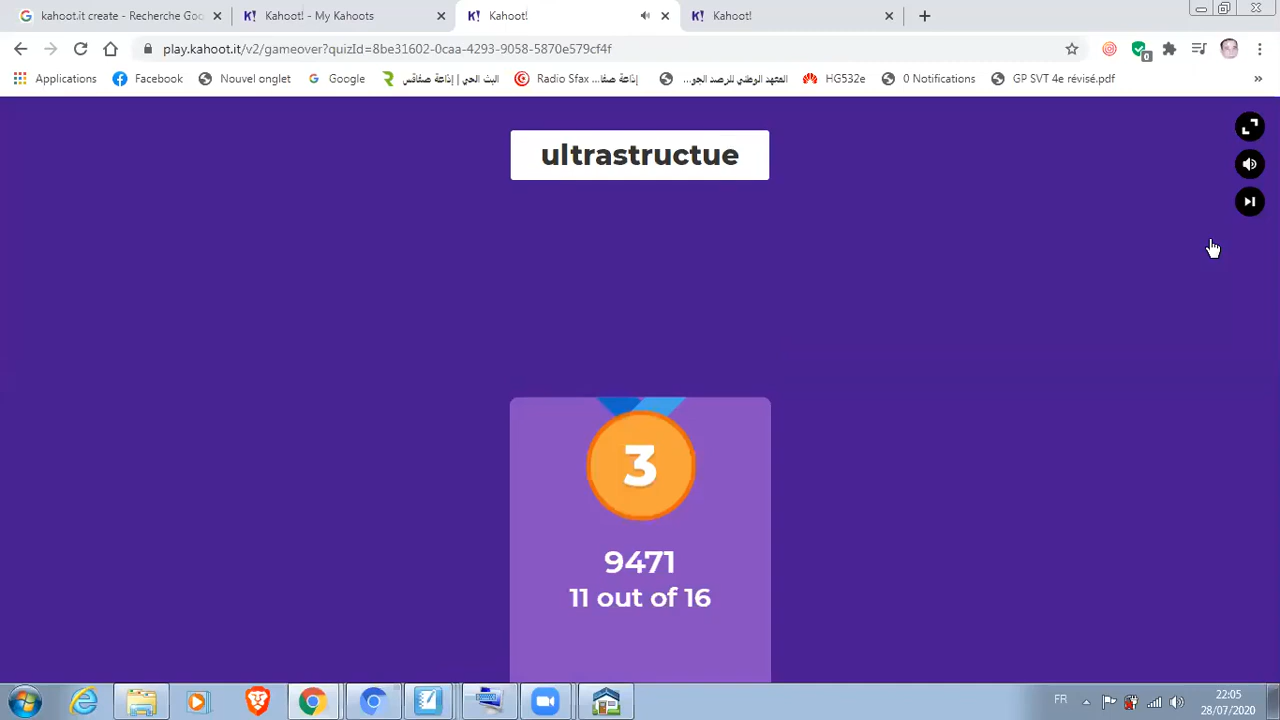 kahoot.it create - Recherche Goo
Kahoot! - My Kahoots
Kahoot!
Kahoot!
play.kahoot.it/v2/gameover?quizId=8be31602-0caa-4293-9058-5870e579cf4f
0
Applications
Facebook
Nouvel onglet
Google
البث الحي | إذاعة صفاقس
Radio Sfax إذاعة صفا...
المعهد الوطني للرصد الجو...
HG532e
0 Notifications
GP SVT 4e révisé.pdf
»
ultrastructue
3
9471
11 out of 16
FR
22:05
28/07/2020